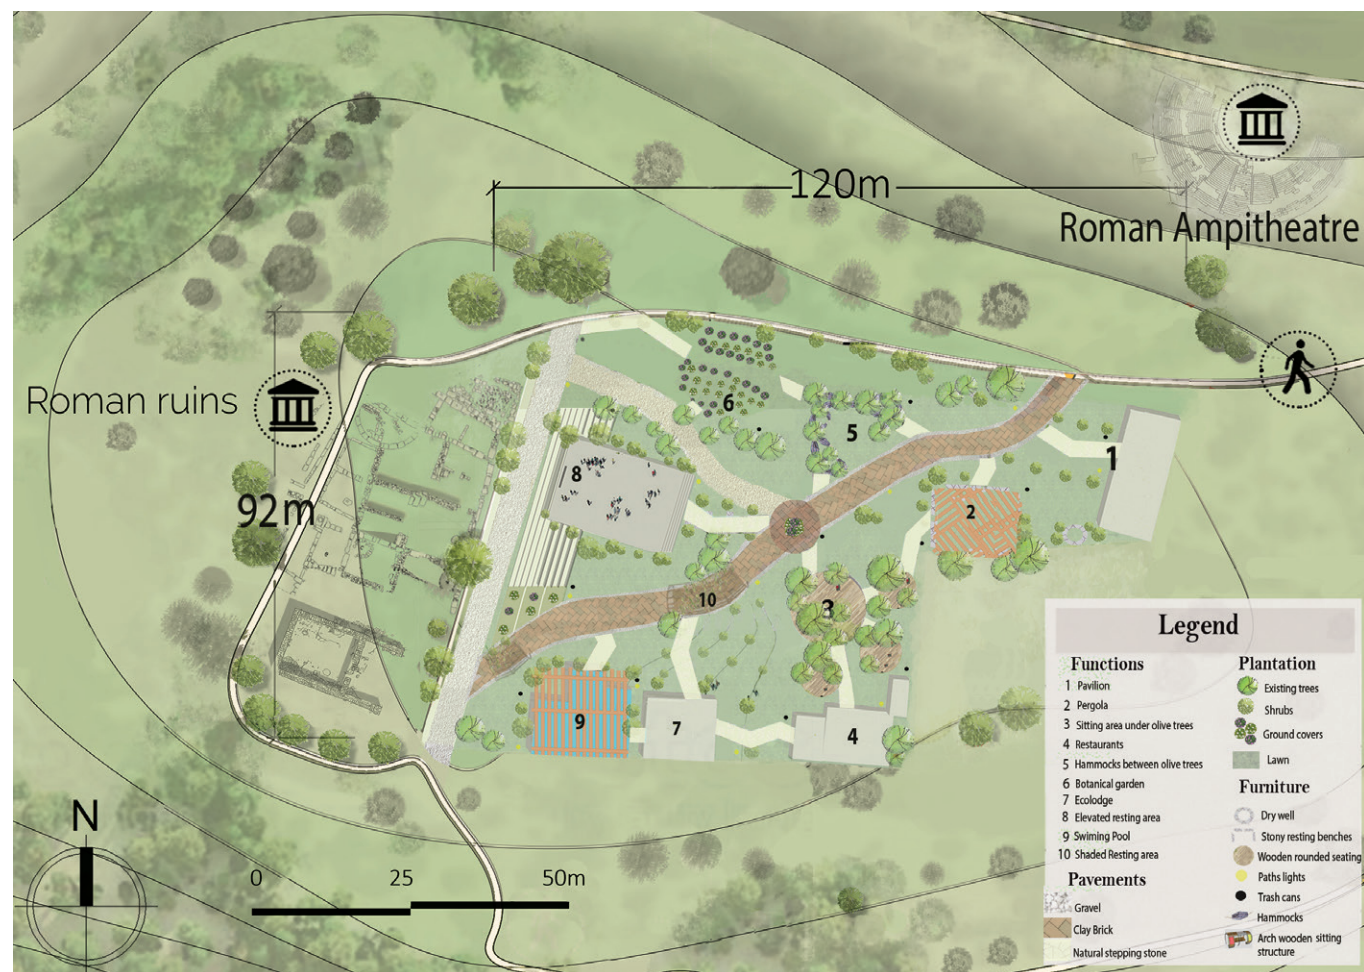 120m
Roman Ampitheatre
Roman ruins
92m
6
5
1
8
2
10
3
9
7
4
N
0 25 50m
Legend
Functions
1 Pavilion
2 Pergola
3 Sitting area under olive trees
4 Restaurants
5 Hammocks between olive trees
6 Botanical garden
7 Ecolodge
8 Elevated resting area
9 Swiming Pool
10 Shaded Resting area
Pavements
Gravel
Clay Brick
Natural stepping stone
Plantation
Existing trees
Shrubs
Ground covers
Lawn
Furniture
Dry well
Stony resting benches
Wooden rounded seating
Paths lights
Trash cans
Hammocks
Arch wooden sitting
structure